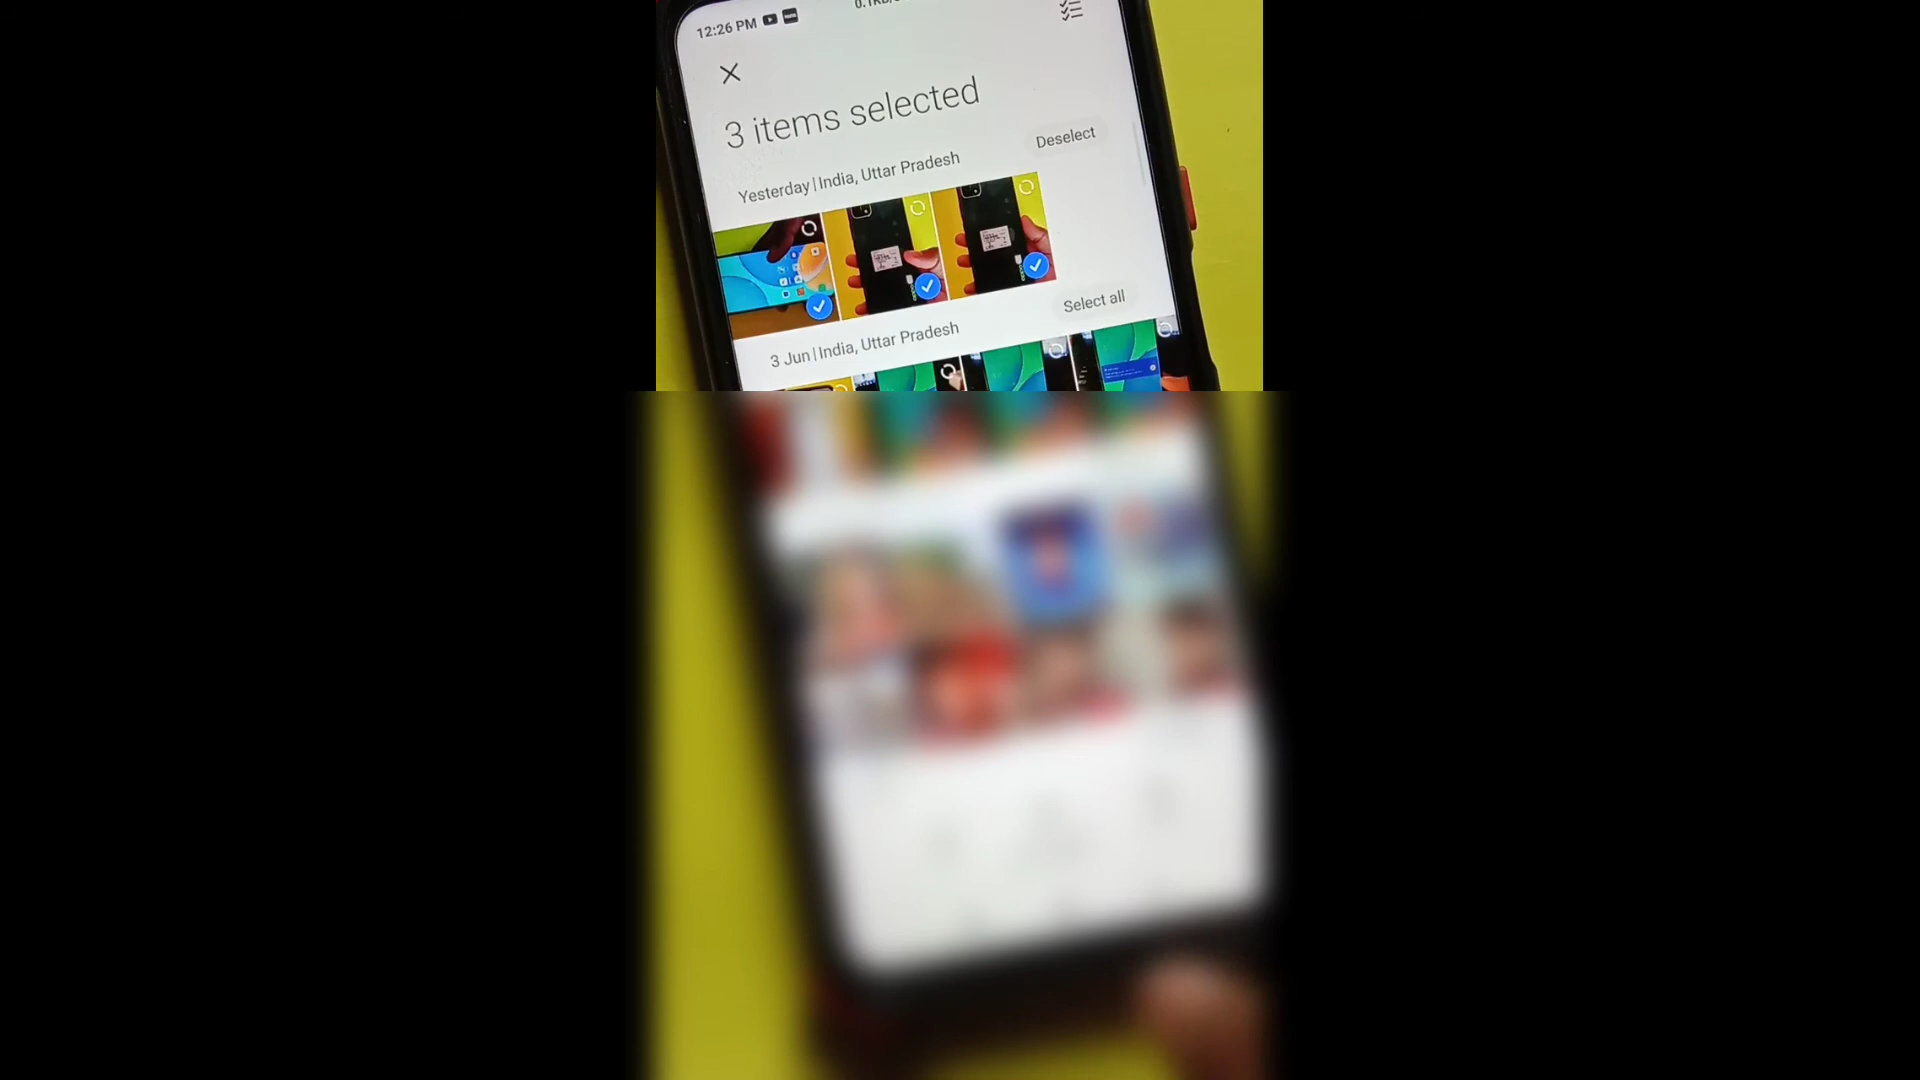 12:26 PM
3 items selected
Deselect
Yesterday|India, Uttar Pradesh
Select all
3 Jun|India, Uttar Pradesh